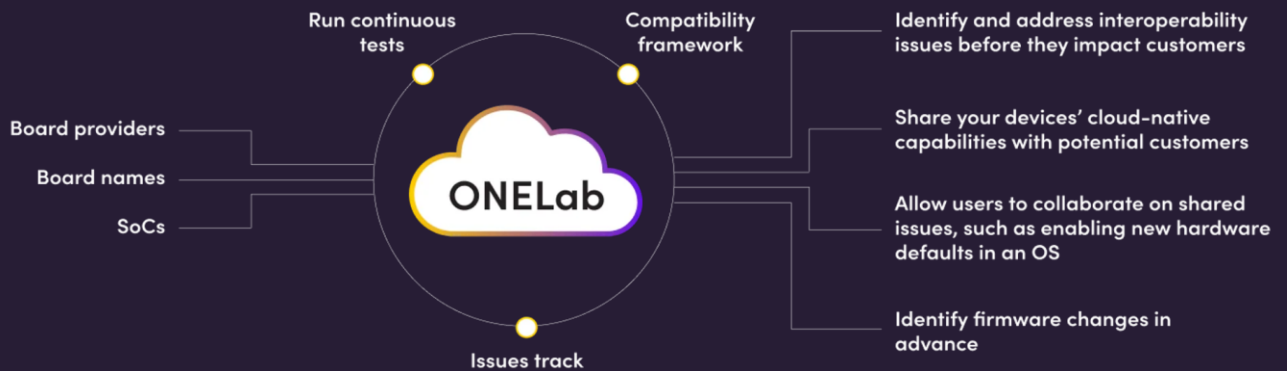 Run continuous
tests
Compatibility
framework
Board providers
Board names
SoCs
ONELab
Issues track
Identify and address interoperability
issues before they impact customers
Share your devices’ cloud-native
capabilities with potential customers
Allow users to collaborate on shared
issues, such as enabling new hardware
defaults in an OS
Identify firmware changes in
advance